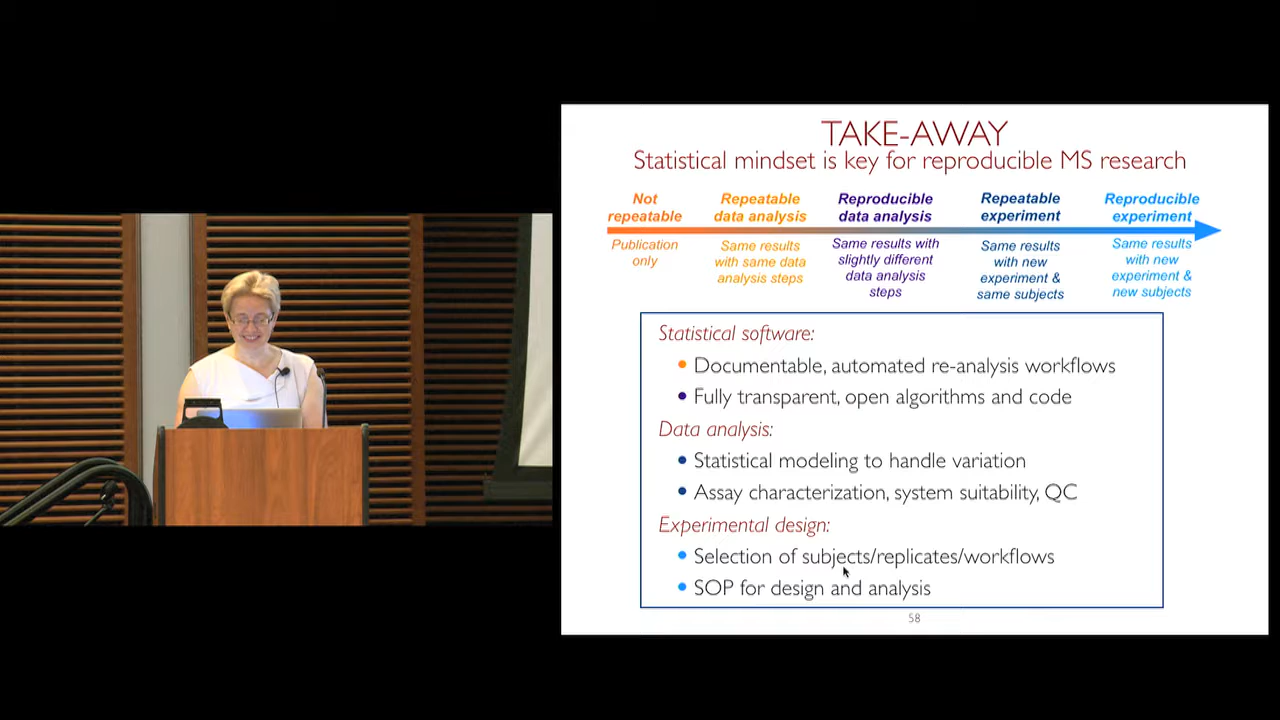 TAKE-AWAY
Statistical mindset is key for reproducible MS research
Not repeatable
Repeatable data analysis
Reproducible data analysis
Repeatable experiment
Reproducible experiment
Publication only
Same results with same data analysis steps
Same results with slightly different data analysis steps
Same results with new experiment & same subjects
Same results with new experiment & new subjects
Statistical software:
• Documentable, automated re-analysis workflows
• Fully transparent, open algorithms and code
Data analysis:
• Statistical modeling to handle variation
• Assay characterization, system suitability, QC
Experimental design:
• Selection of subjects/replicates/workflows
• SOP for design and analysis
58